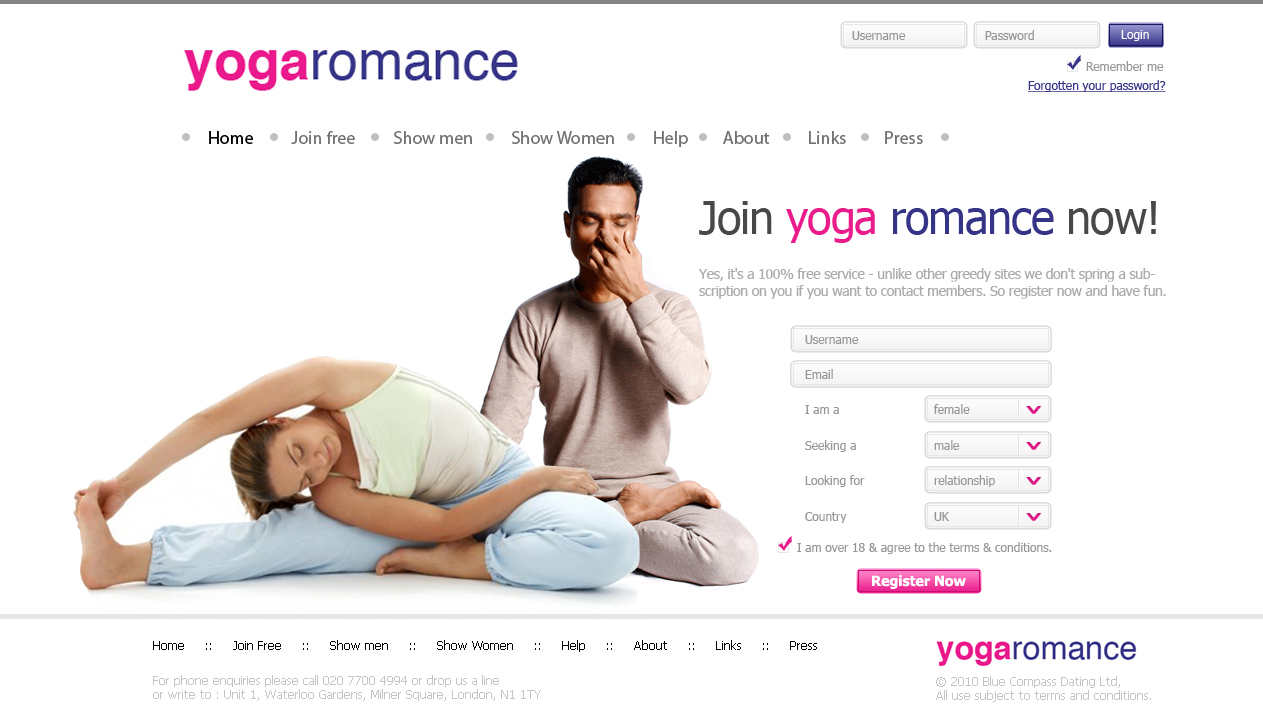 yogaromance
Username
Password
Login
Remember me
Forgotten your password?
Home
Join free
Show men
Show Women
Help
About
Links
Press
Join yoga romance now!
Yes, it's a 100% free service - unlike other greedy sites we don't spring a sub-
scription on you if you want to contact members. So register now and have fun.
Username
Email
I am a female
Seeking a male
Looking for relationship
Country UK
I am over 18 & agree to the terms & conditions.
Register Now
Home :: Join Free :: Show men :: Show Women :: Help :: About :: Links :: Press
For phone enquiries please call 020 7700 4994 or drop us a line
or write to : Unit 1, Waterloo Gardens, Milner Square, London, N1 1TY
yogaromance
© 2010 Blue Compass Dating Ltd,
All use subject to terms and conditions.